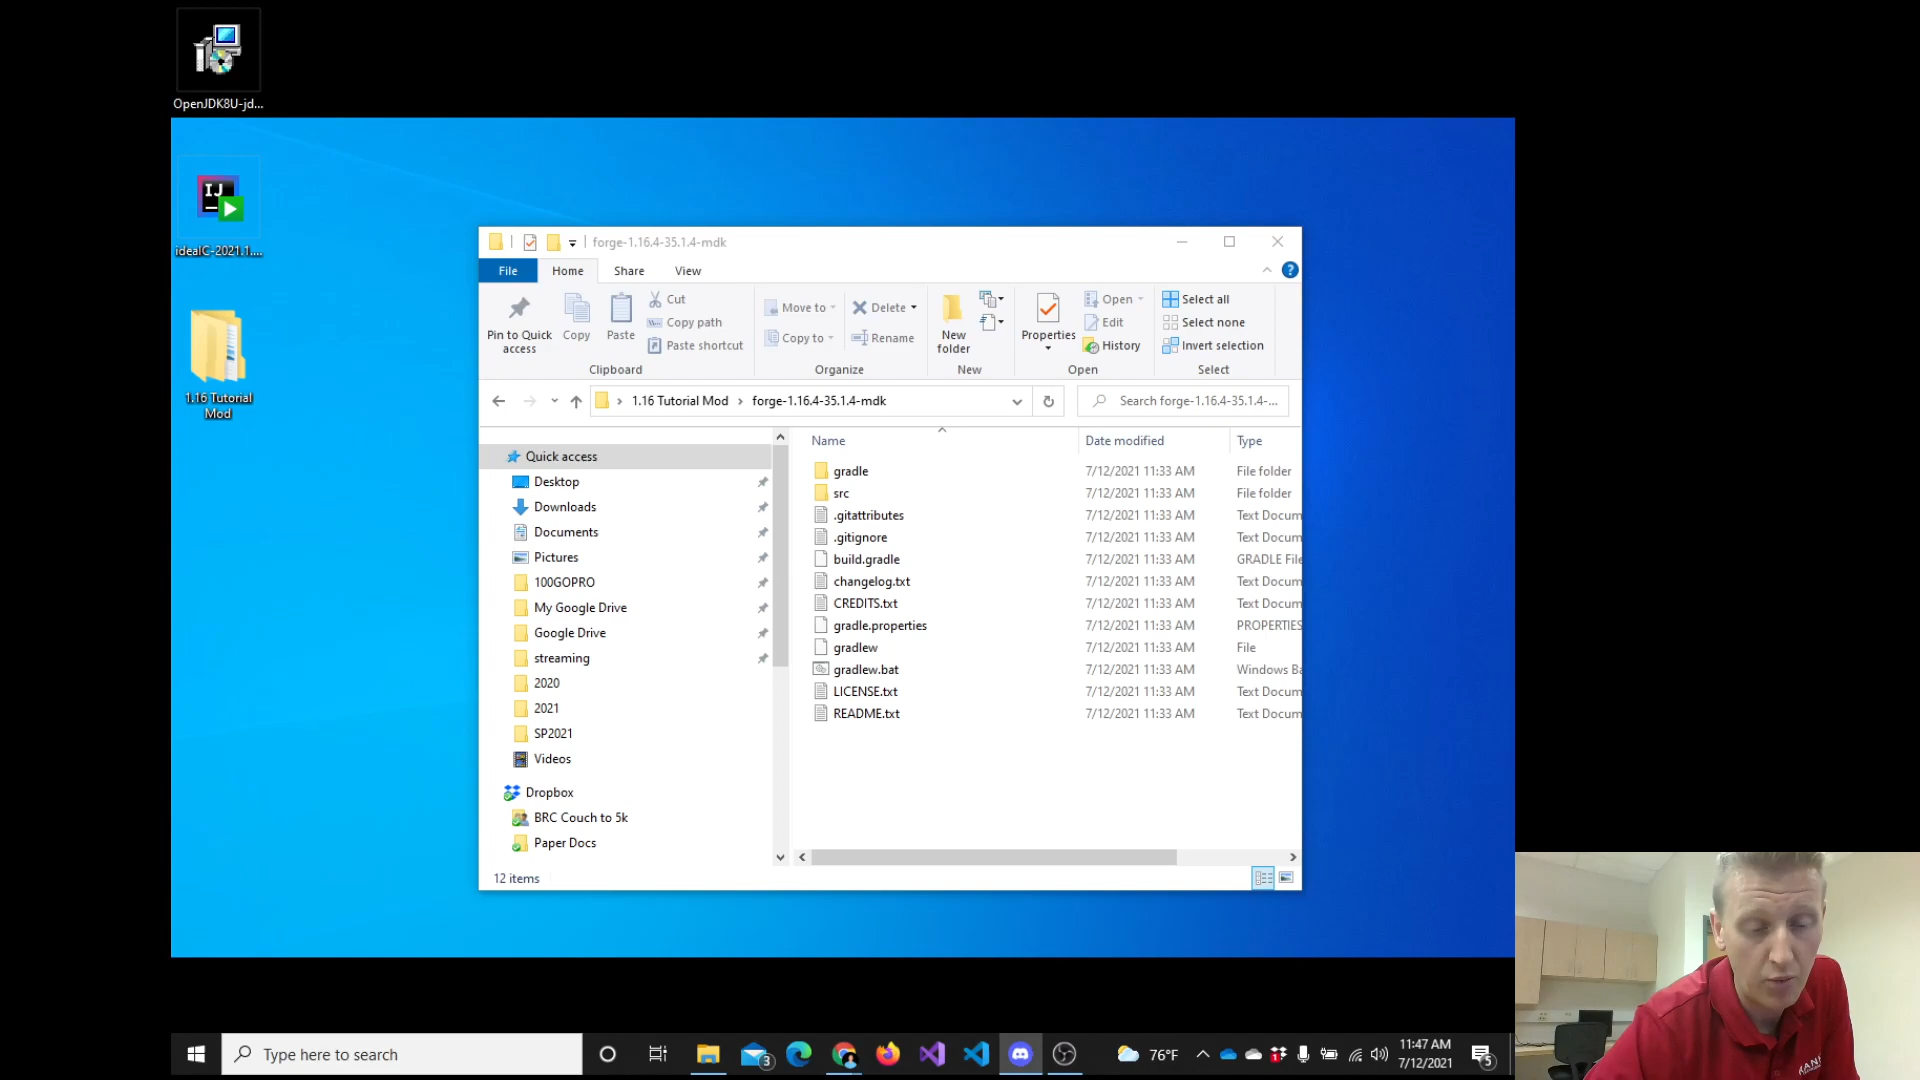 OpenJDK8U-jd...
IJ
idealC-2021.1....
1.16 Tutorial
Mod
forge-1.16.4-35.1.4-mdk
File
Home
Share
View
?
Pin to Quick
access
Copy
Paste
Cut
Copy path
Paste shortcut
Clipboard
Move to
Copy to
Delete
Rename
Organize
New
folder
New
Properties
Open
Edit
History
Open
Select all
Select none
Invert selection
Select
1.16 Tutorial Mod
forge-1.16.4-35.1.4-mdk
Search forge-1.16.4-35.1.4-...
Quick access
Desktop
Downloads
Documents
Pictures
100GOPRO
My Google Drive
Google Drive
streaming
2020
2021
SP2021
Videos
Dropbox
BRC Couch to 5k
Paper Docs
Name Date modified Type
gradle 7/12/2021 11:33 AM File folder
src 7/12/2021 11:33 AM File folder
.gitattributes 7/12/2021 11:33 AM Text Docum
.gitignore 7/12/2021 11:33 AM Text Docum
build.gradle 7/12/2021 11:33 AM GRADLE File
changelog.txt 7/12/2021 11:33 AM Text Docum
CREDITS.txt 7/12/2021 11:33 AM Text Docum
gradle.properties 7/12/2021 11:33 AM PROPERTIES
gradlew 7/12/2021 11:33 AM File
gradlew.bat 7/12/2021 11:33 AM Windows Ba
LICENSE.txt 7/12/2021 11:33 AM Text Docum
README.txt 7/12/2021 11:33 AM Text Docum
12 items
Type here to search
3
76°F
11:47 AM
7/12/2021
5